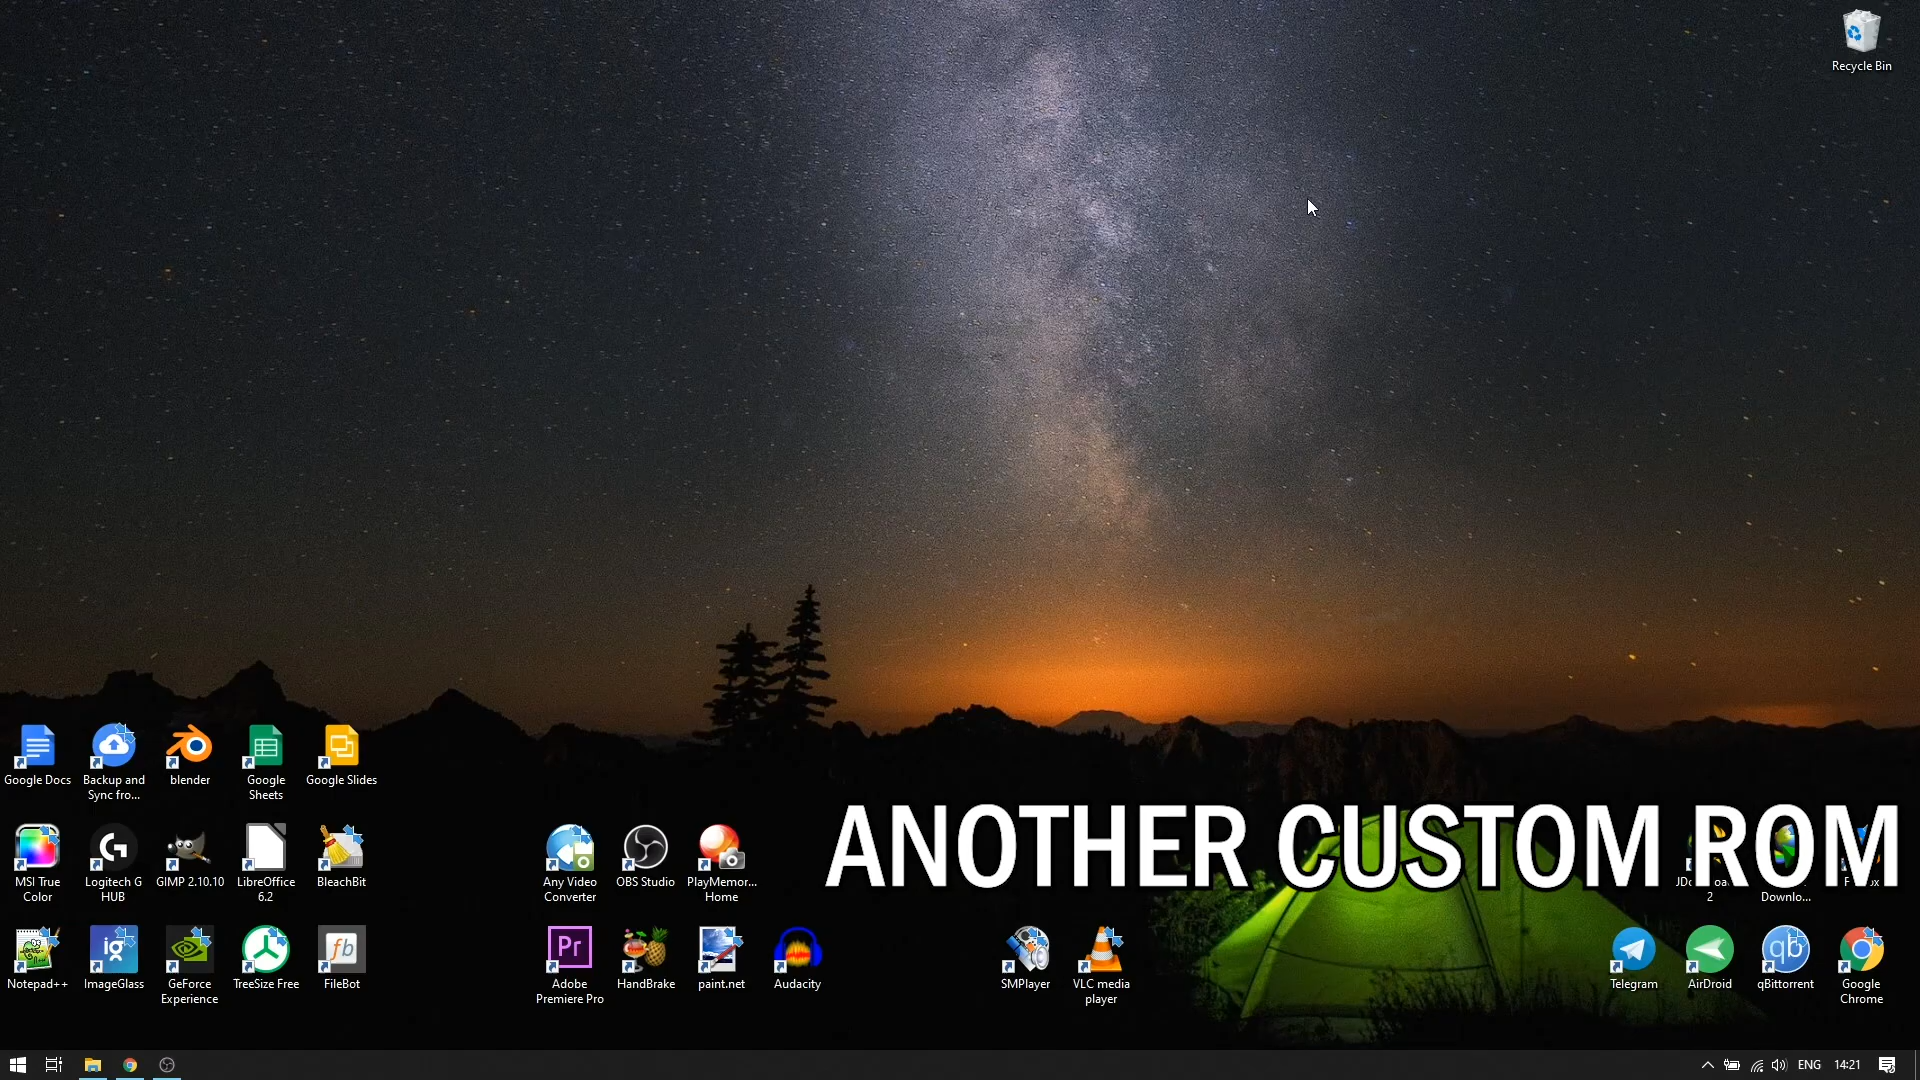 Recycle Bin
Google Docs
Backup and
Sync fro...
blender
Google
Sheets
Google Slides
ANOTHER CUSTOM ROM
MSI True
Color
Logitech G
HUB
GIMP 2.10.10
LibreOffice
6.2
BleachBit
Any Video
Converter
OBS Studio
PlayMemor...
Home
2
Downlo...
Notepad++
ImageGlass
GeForce
Experience
TreeSize Free
FileBot
Adobe
Premiere Pro
HandBrake
paint.net
Audacity
SMPlayer
VLC media
player
Telegram
AirDroid
qBittorrent
Google
Chrome
ENG
14:21